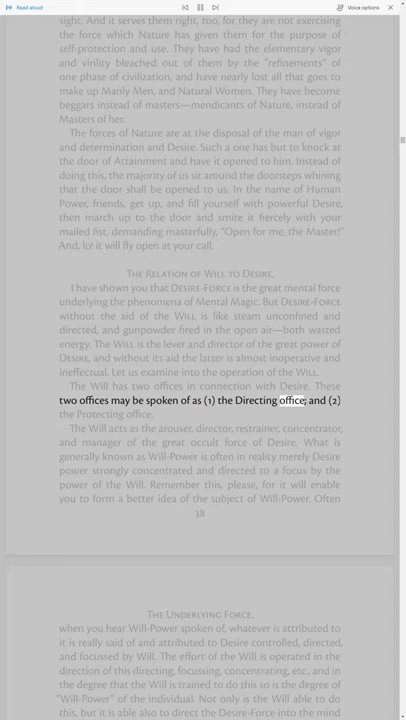 Read aloud
Voice options
sight. And it serves them right, too, for they are not exercising
the force which Nature has given them for the purpose of
self-protection and use. They have had the elementary vigor
and virility bleached out of them by the "refinements" of
one phase of civilization, and have nearly lost all that goes to
make up Manly Men, and Natural Women. They have become
beggars instead of masters—mendicants of Nature, instead of
Masters of her.
The forces of Nature are at the disposal of the man of vigor
and determination and Desire. Such a one has but to knock at
the door of Attainment and have it opened to him. Instead of
doing this, the majority of us sit around the doorsteps whining
that the door shall be opened to us. In the name of Human
Power, friends, get up, and fill yourself with powerful Desire,
then march up to the door and smite it fiercely with your
mailed fist, demanding masterfully, "Open for me, the Master!"
And, lo! it will fly open at your call.
The Relation of Will to Desire.
I have shown you that Desire-Force is the great mental force
underlying the phenomena of Mental Magic. But Desire-Force
without the aid of the Will is like steam unconfined and
directed, and gunpowder fired in the open air—both wasted
energy. The Will is the lever and director of the great power of
Desire, and without its aid the latter is almost inoperative and
ineffectual. Let us examine into the operation of the Will.
The Will has two offices in connection with Desire. These
two offices may be spoken of as (1) the Directing office; and (2)
the Protecting office.
The Will acts as the arouser, director, restrainer, concentrator,
and manager of the great occult force of Desire. What is
generally known as Will-Power is often in reality merely Desire
power strongly concentrated and directed to a focus by the
power of the Will. Remember this, please, for it will enable
you to form a better idea of the subject of Will-Power. Often
38
The Underlying Force.
when you hear Will-Power spoken of, whatever is attributed to
it is really said of and attributed to Desire controlled, directed,
and focussed by Will. The effort of the Will is operated in the
direction of this directing, focussing, concentrating, etc., and in
the degree that the Will is trained to do this so is the degree of
"Will-Power" of the individual. Not only is the Will able to do
this, but it is also able to direct the Desire-Force into the mind